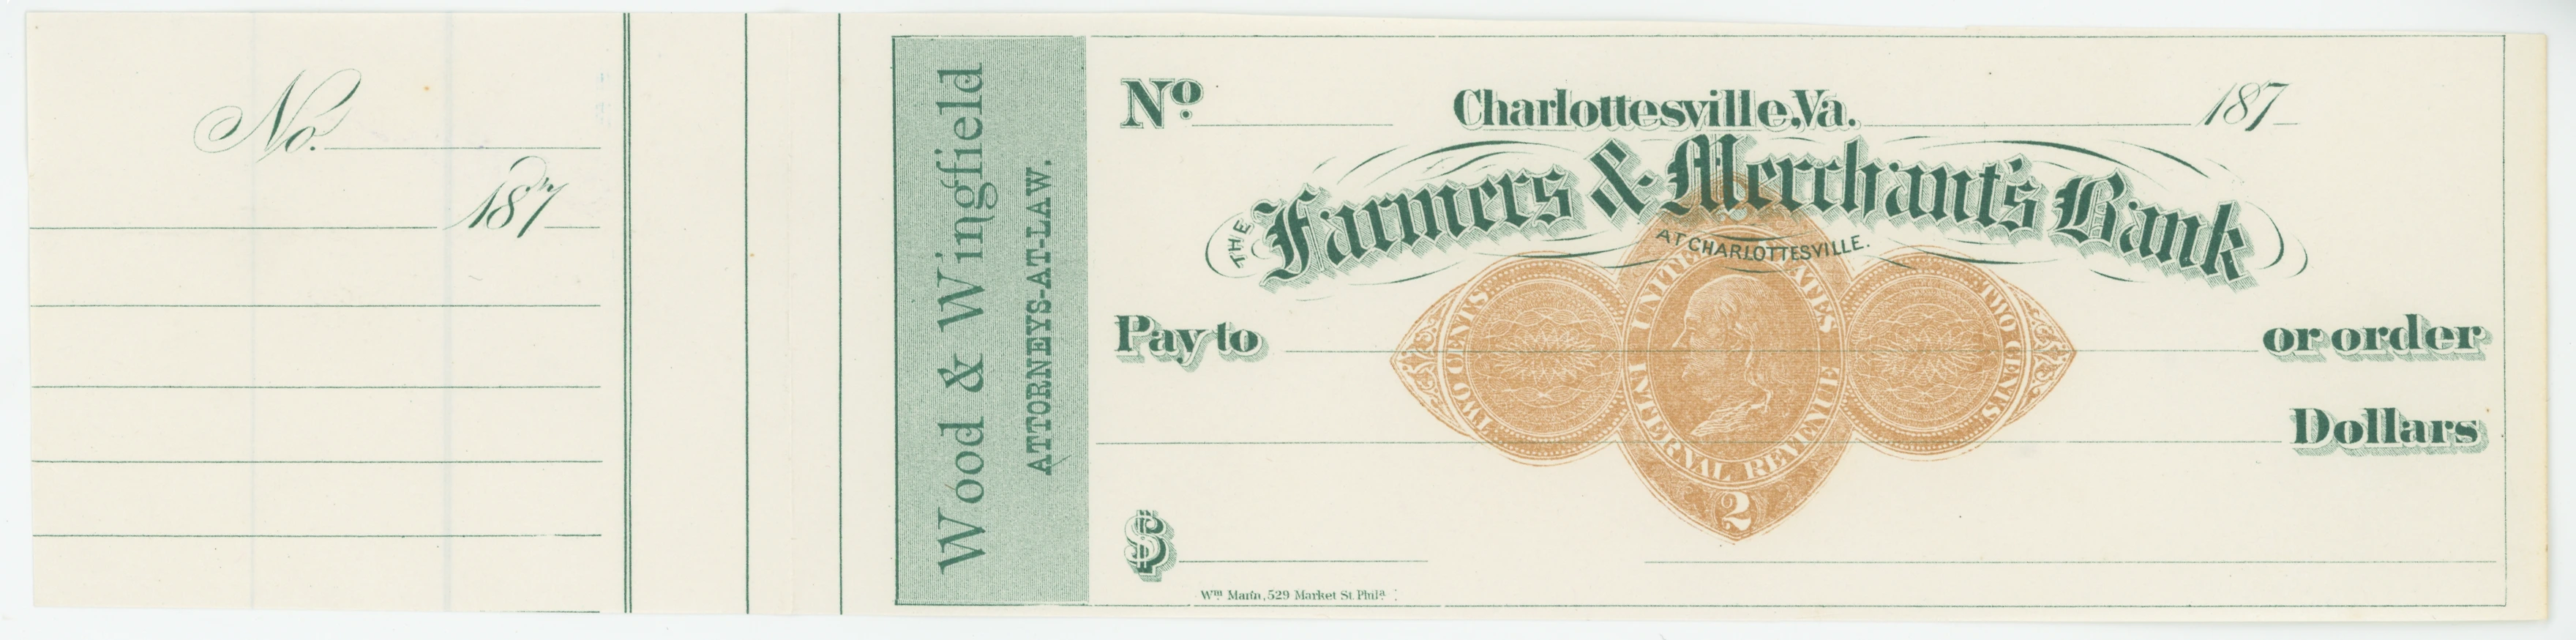 No.
187
Wood & Wingfield
ATTORNEYS-AT-LAW.
No.
Charlottesville, Va. 187
THE Farmers & Merchant's Bank
AT CHARLOTTESVILLE.
UNITED STATES
INTERNAL REVENUE
TWO CENTS
TWO CENTS
2
Pay to or order
Dollars
$
Wm Mann, 529 Market St. Phila.